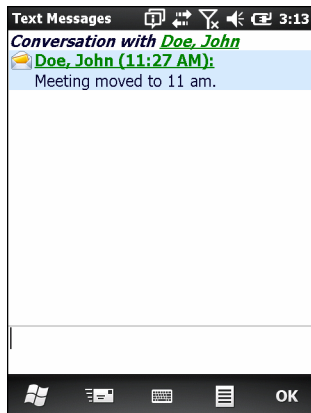 Text Messages 3:13
Conversation with Doe, John
Doe, John (11:27 AM):
Meeting moved to 11 am.
OK